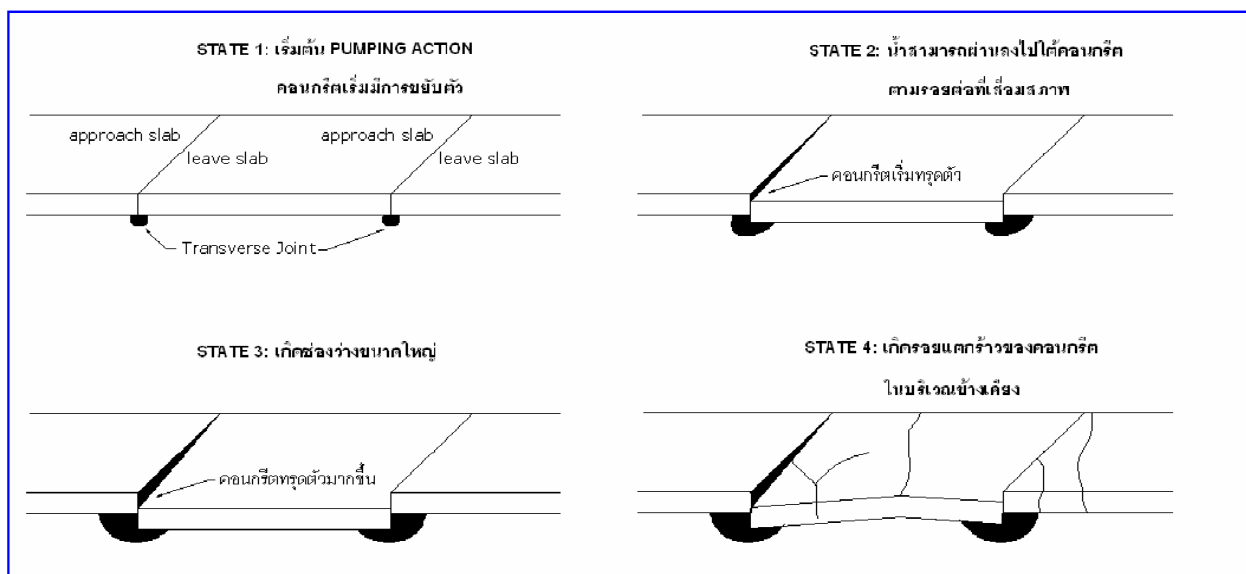 STATE 1: เริ่มต้น PUMPING ACTION
คอนกรีตเริ่มมีการขยับตัว
approach slab
leave slab
approach slab
leave slab
Transverse Joint
STATE 2: น้ำสามารถผ่านลงไปใต้คอนกรีต
ตามรอยต่อที่เสื่อมสภาพ
คอนกรีตเริ่มทรุดตัว
STATE 3: เกิดช่องว่างขนาดใหญ่
คอนกรีตทรุดตัวมากขึ้น
STATE 4: เกิดรอยแตกร้าวของคอนกรีต
ในบริเวณข้างเคียง